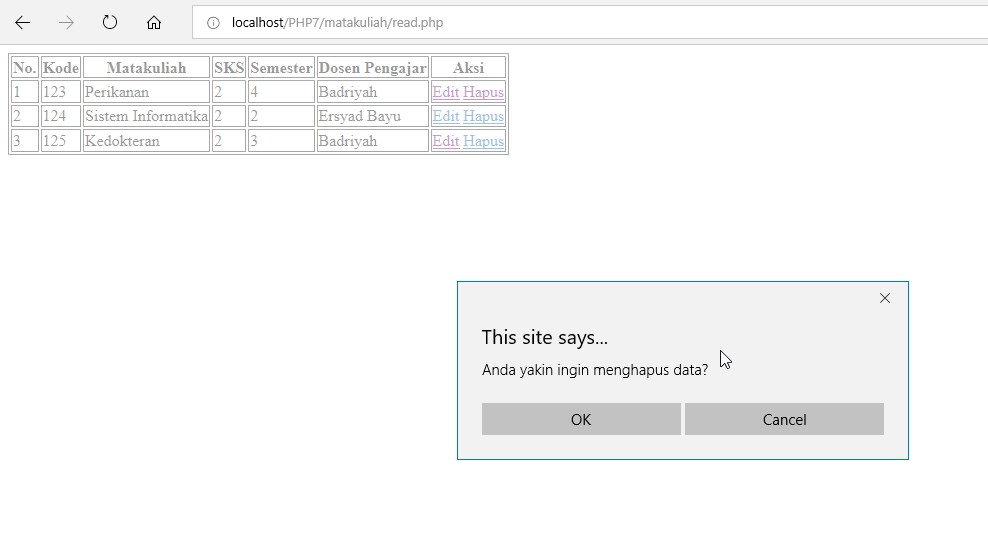 localhost/PHP7/matakuliah/read.php
No. Kode Matakuliah SKS Semester Dosen Pengajar Aksi
1 123 Perikanan 2 4 Badriyah Edit Hapus
2 124 Sistem Informatika 2 2 Ersyad Bayu Edit Hapus
3 125 Kedokteran 2 3 Badriyah Edit Hapus
This site says...
Anda yakin ingin menghapus data?
OK Cancel